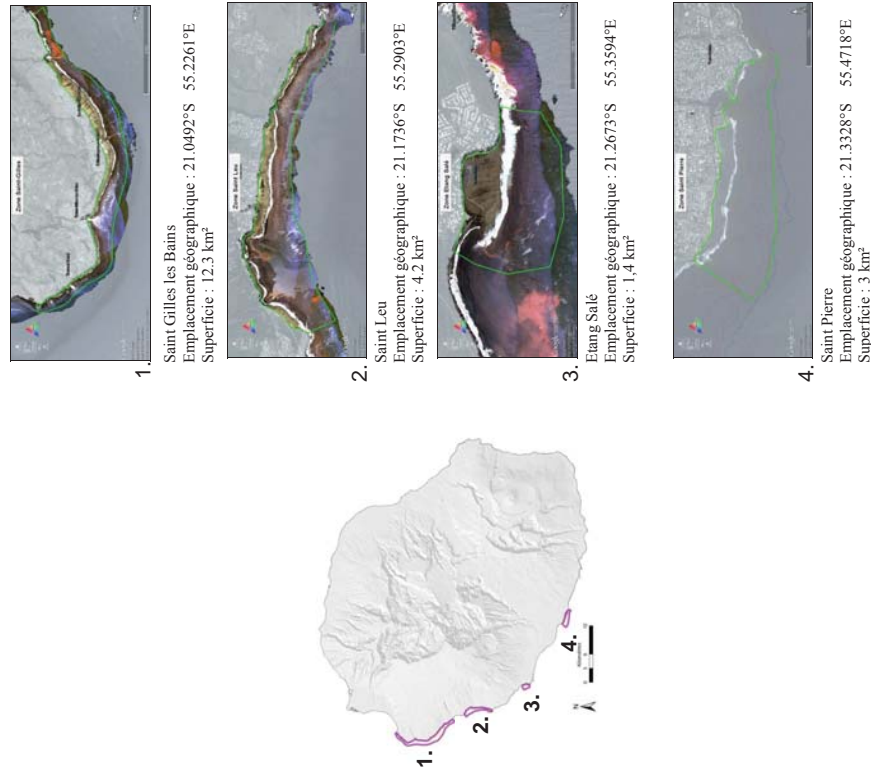 Zone Saint-Gilles
1.
Saint Gilles les Bains
Emplacement géographique : 21.0492°S 55.2261°E
Superficie : 12.3 km²
Zone Saint Leu
2.
Saint Leu
Emplacement géographique : 21.1736°S 55.2903°E
Superficie : 4.2 km²
Zone Etang Salé
3.
Etang Salé
Emplacement géographique : 21.2673°S 55.3594°E
Superficie : 1,4 km²
Zone Saint Pierre
4.
Saint Pierre
Emplacement géographique : 21.3328°S 55.4718°E
Superficie : 3 km²
1.
2.
3.
4.
N